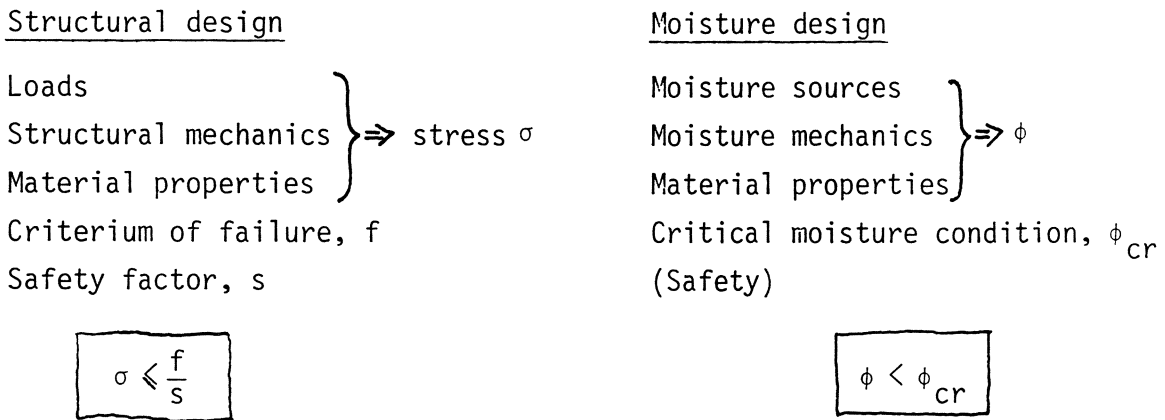 Structural design
Loads
Structural mechanics ⇒ stress σ
Material properties
Criterium of failure, f
Safety factor, s
σ ⩽ f/s
Moisture design
Moisture sources
Moisture mechanics ⇒ ϕ
Material properties
Critical moisture condition, ϕcr
(Safety)
ϕ < ϕcr